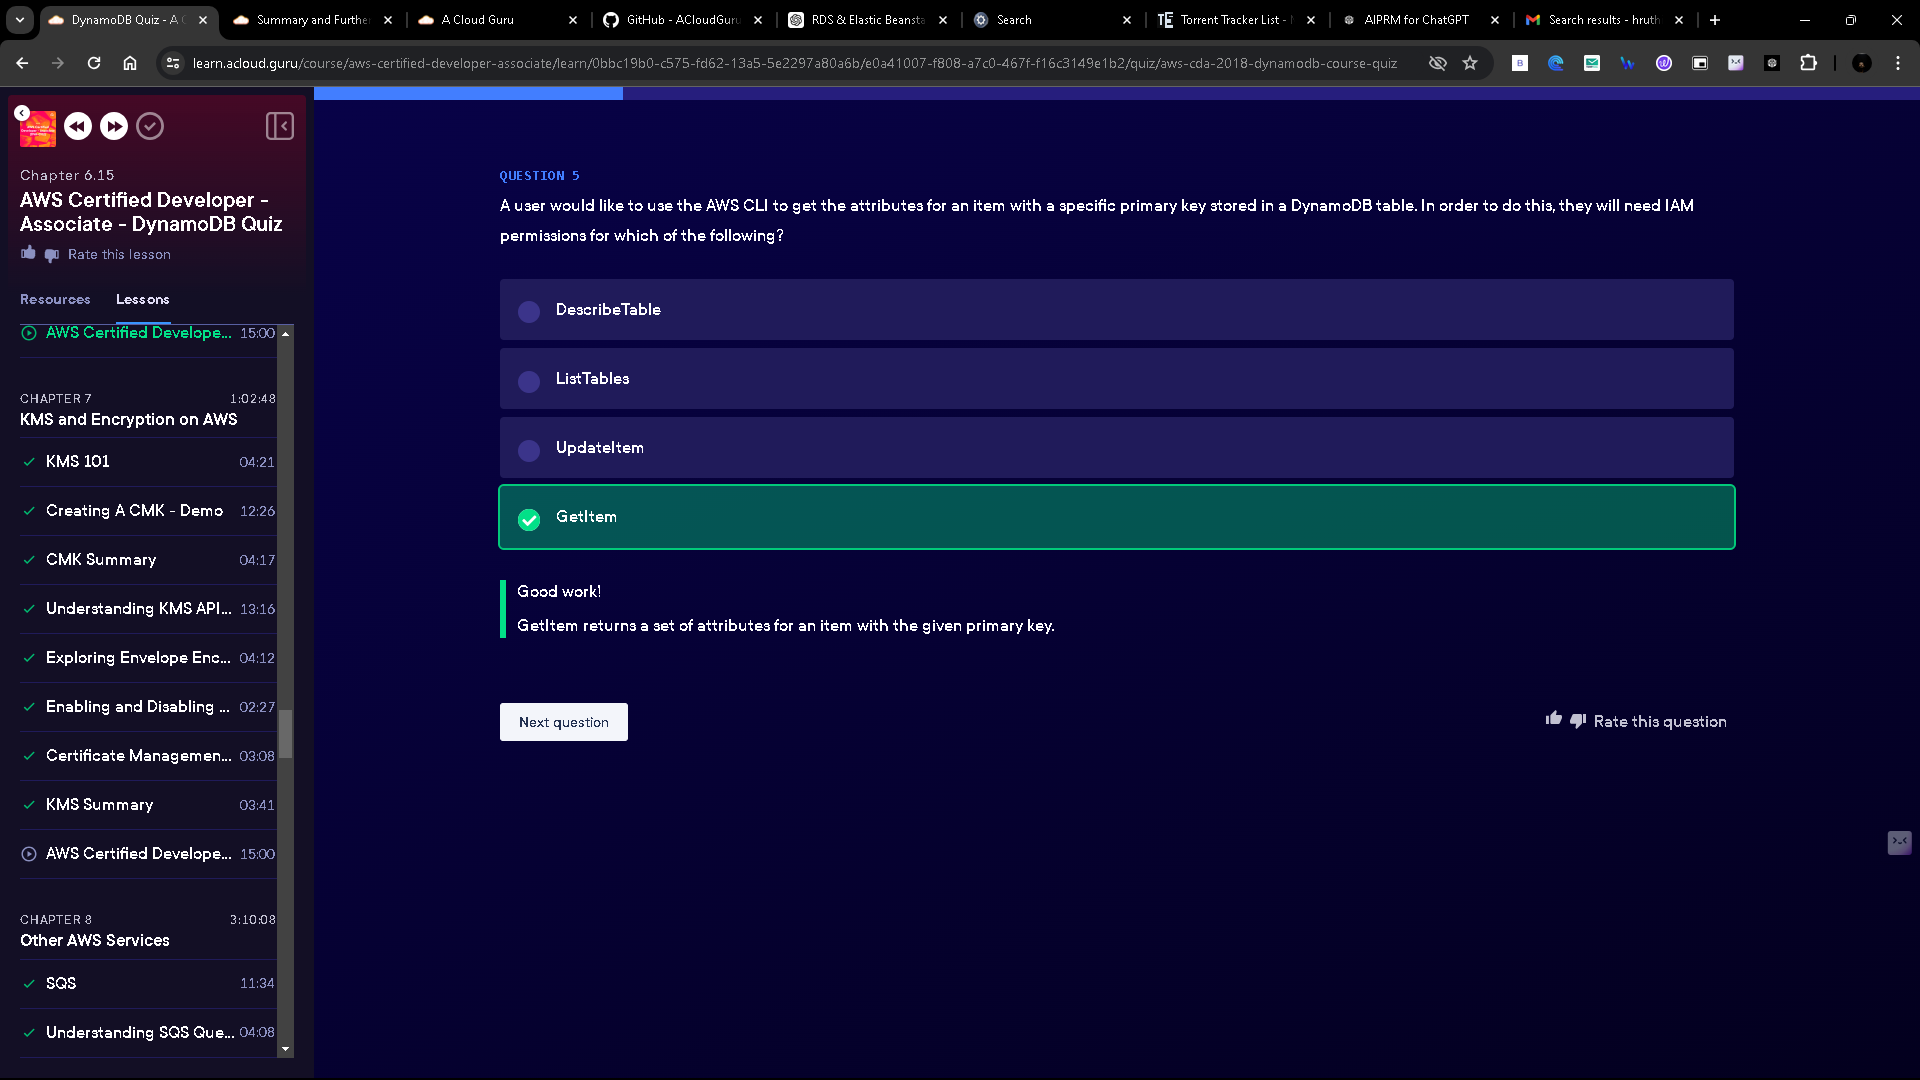 DynamoDB Quiz - A C
Summary and Further
A Cloud Guru
GitHub - ACloudGuru
RDS & Elastic Beansta
Search
Torrent Tracker List -
AIPRM for ChatGPT
Search results - hruth
learn.acloud.guru/course/aws-certified-developer-associate/learn/0bbc19b0-c575-fd62-13a5-5e2297a80a6b/e0a41007-f808-a7c0-467f-f16c3149e1b2/quiz/aws-cda-2018-dynamodb-course-quiz
Chapter 6.15
AWS Certified Developer -
Associate - DynamoDB Quiz
Rate this lesson
Resources Lessons
AWS Certified Develope... 15:00
CHAPTER 7 1:02:48
KMS and Encryption on AWS
KMS 101 04:21
Creating A CMK - Demo 12:26
CMK Summary 04:17
Understanding KMS API... 13:16
Exploring Envelope Enc... 04:12
Enabling and Disabling ... 02:27
Certificate Managemen... 03:08
KMS Summary 03:41
AWS Certified Develope... 15:00
CHAPTER 8 3:10:08
Other AWS Services
SQS 11:34
Understanding SQS Que... 04:08
QUESTION 5
A user would like to use the AWS CLI to get the attributes for an item with a specific primary key stored in a DynamoDB table. In order to do this, they will need IAM
permissions for which of the following?
DescribeTable
ListTables
UpdateItem
GetItem
Good work!
GetItem returns a set of attributes for an item with the given primary key.
Next question
Rate this question